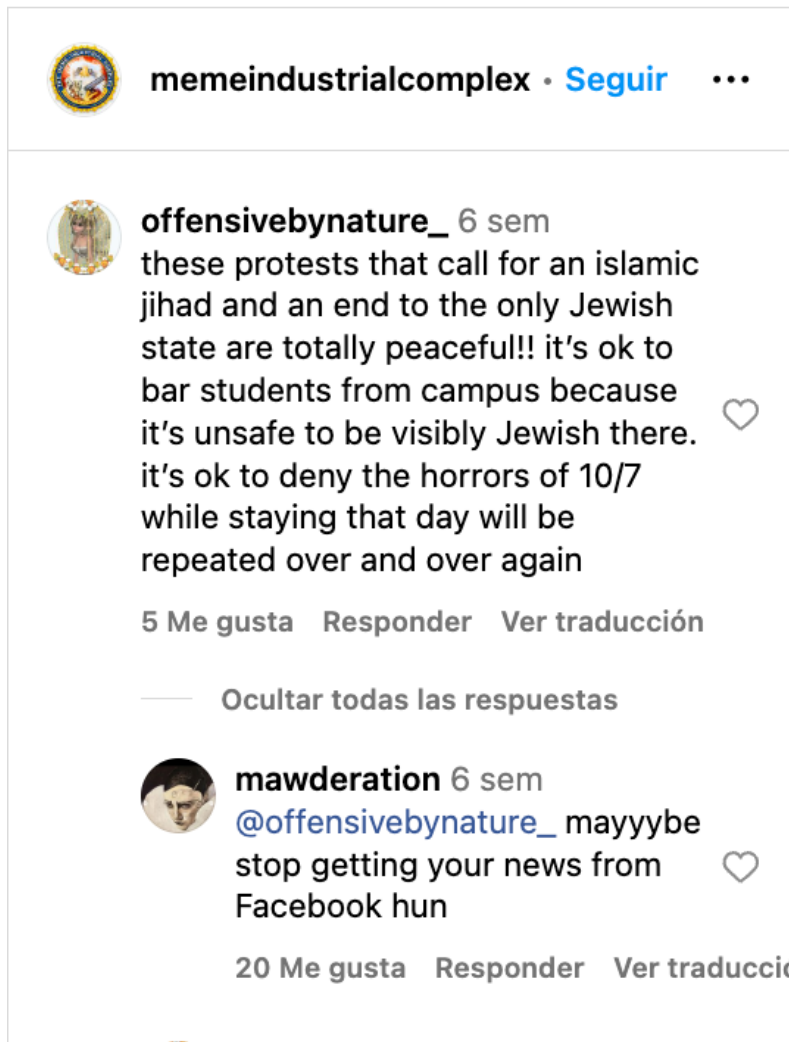 memeindustrialcomplex • Seguir •••
offensivebynature_ 6 sem
these protests that call for an islamic
jihad and an end to the only Jewish
state are totally peaceful!! it's ok to
bar students from campus because
it's unsafe to be visibly Jewish there.
it's ok to deny the horrors of 10/7
while staying that day will be
repeated over and over again
5 Me gusta Responder Ver traducción
Ocultar todas las respuestas
mawderation 6 sem
@offensivebynature_ mayyybe
stop getting your news from
Facebook hun
20 Me gusta Responder Ver traducci